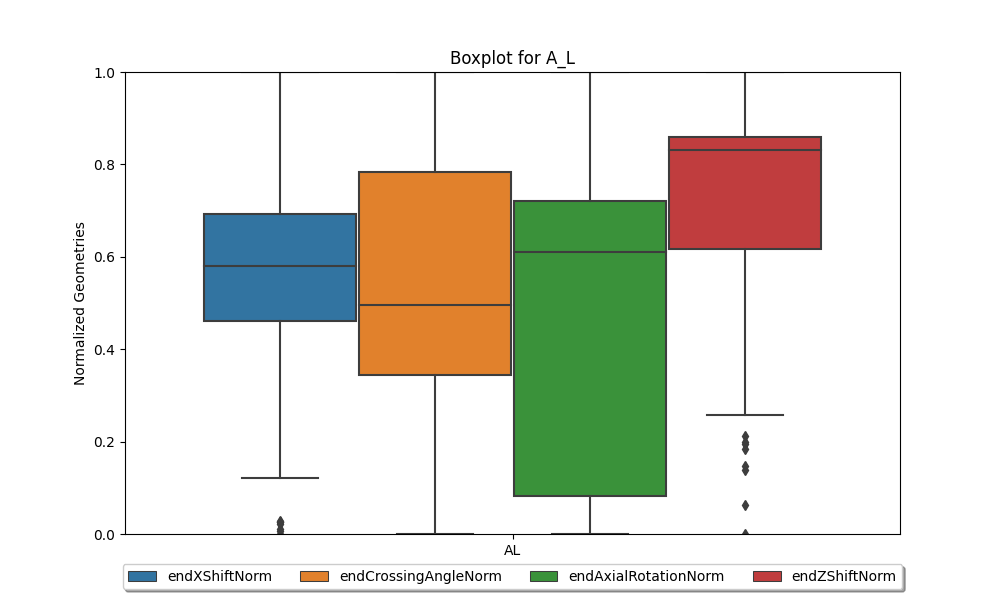 Boxplot for A_L
Normalized Geometries
1.0
0.8
0.6
0.4
0.2
0.0
AL
endXShiftNorm endCrossingAngleNorm endAxialRotationNorm endZShiftNorm